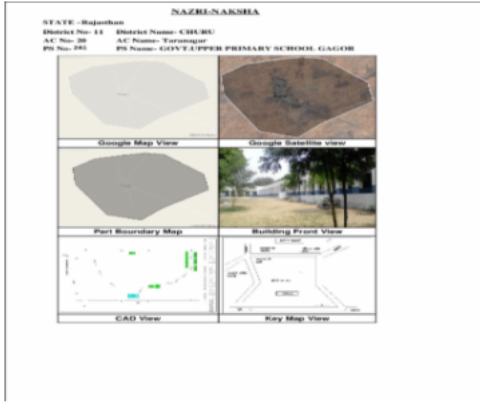 NAZRI-NAKSHA
STATE -Rajasthan
District No- 11 District Name- CHURU
AC No- 20 AC Name- Taranagar
PS No- 205 PS Name- GOVT.UPPER PRIMARY SCHOOL GAGOR
Google Map View Google Satellite view
Part Boundary Map Building Front View
CAD View Key Map View